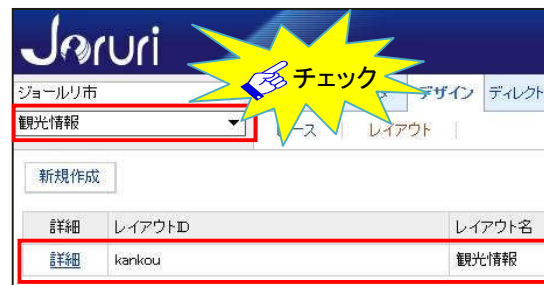 Joruri
チェック
ジョールリ市
デザイン ディレクト
観光情報
ース レイアウト
新規作成
詳細 レイアウトID レイアウト名
詳細 kankou 観光情報